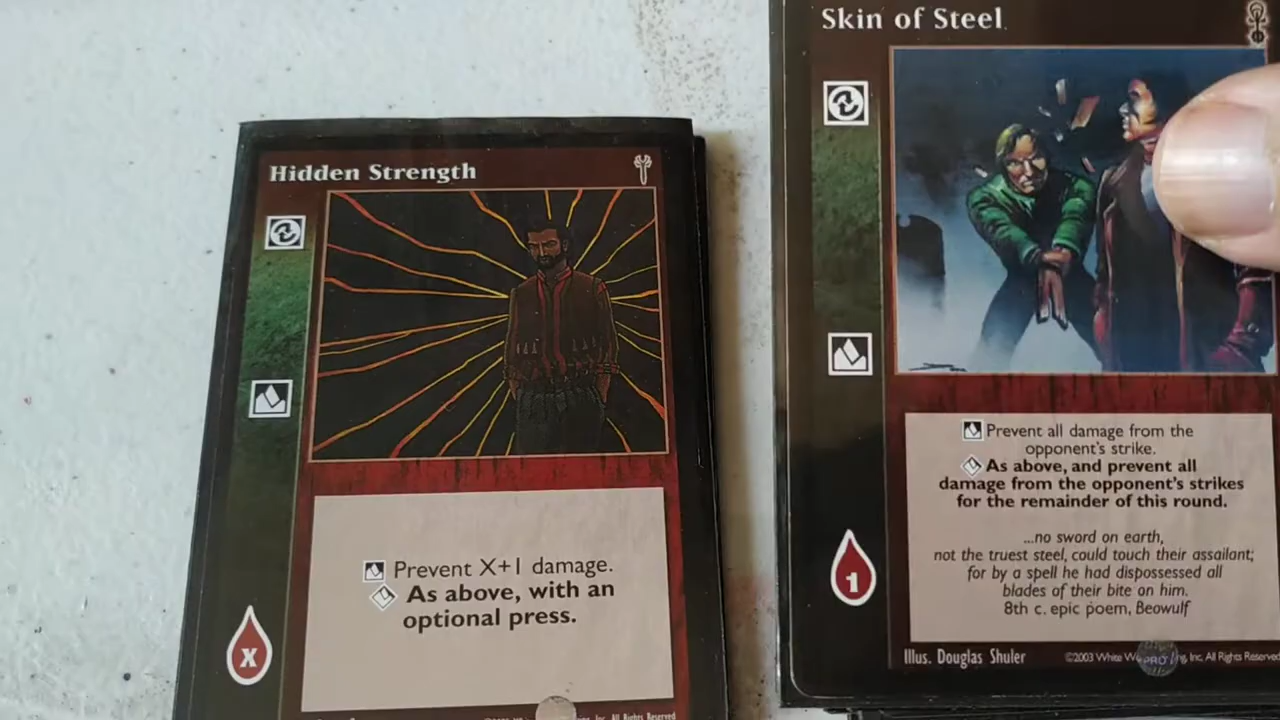 Hidden Strength
Prevent X+1 damage.
As above, with an
optional press.
X
All Rights Reserved
Skin of Steel
Prevent all damage from the
opponent's strike.
As above, and prevent all
damage from the opponent's strikes
for the remainder of this round.
...no sword on earth,
not the truest steel, could touch their assailant;
for by a spell he had dispossessed all
blades of their bite on him.
8th c. epic poem, Beowulf
1
Illus. Douglas Shuler
©2003 White Inc, All Rights Reserved
PRO